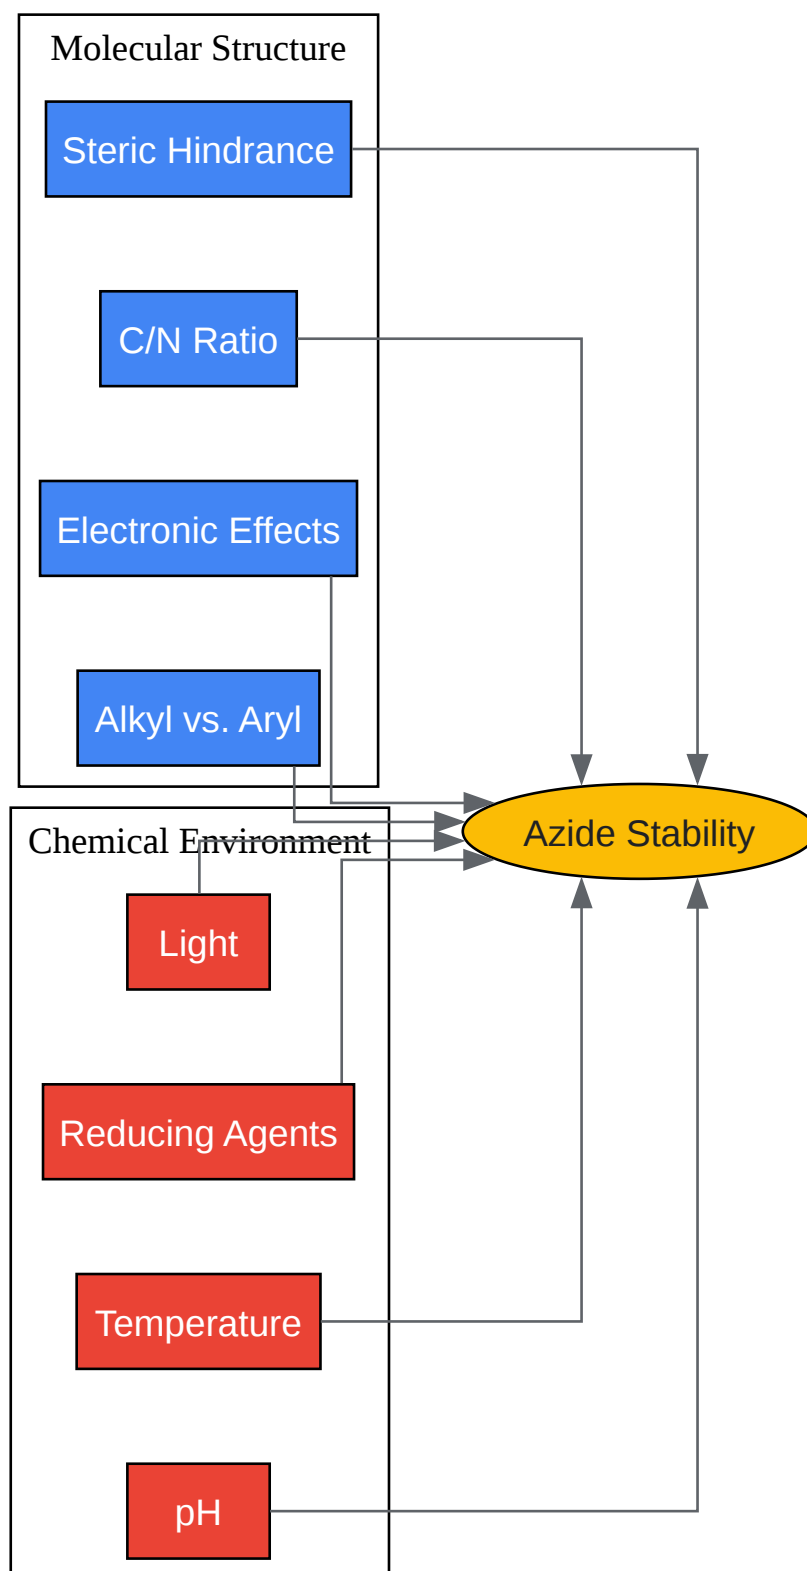 Molecular Structure
Steric Hindrance
C/N Ratio
Electronic Effects
Alkyl vs. Aryl
Azide Stability
Chemical Environment
Light
Reducing Agents
Temperature
pH